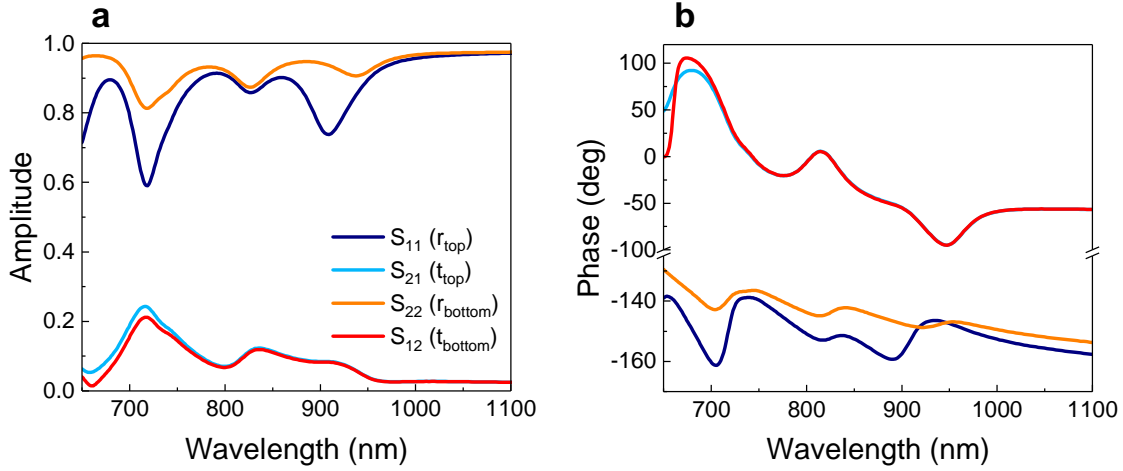 a
1.0
0.8
0.6
0.4
0.2
0.0
Amplitude
S11 (rtop)
S21 (ttop)
S22 (rbottom)
S12 (tbottom)
700 800 900 1000 1100
Wavelength (nm)
b
100
50
0
-50
-100
-140
-160
Phase (deg)
700 800 900 1000 1100
Wavelength (nm)